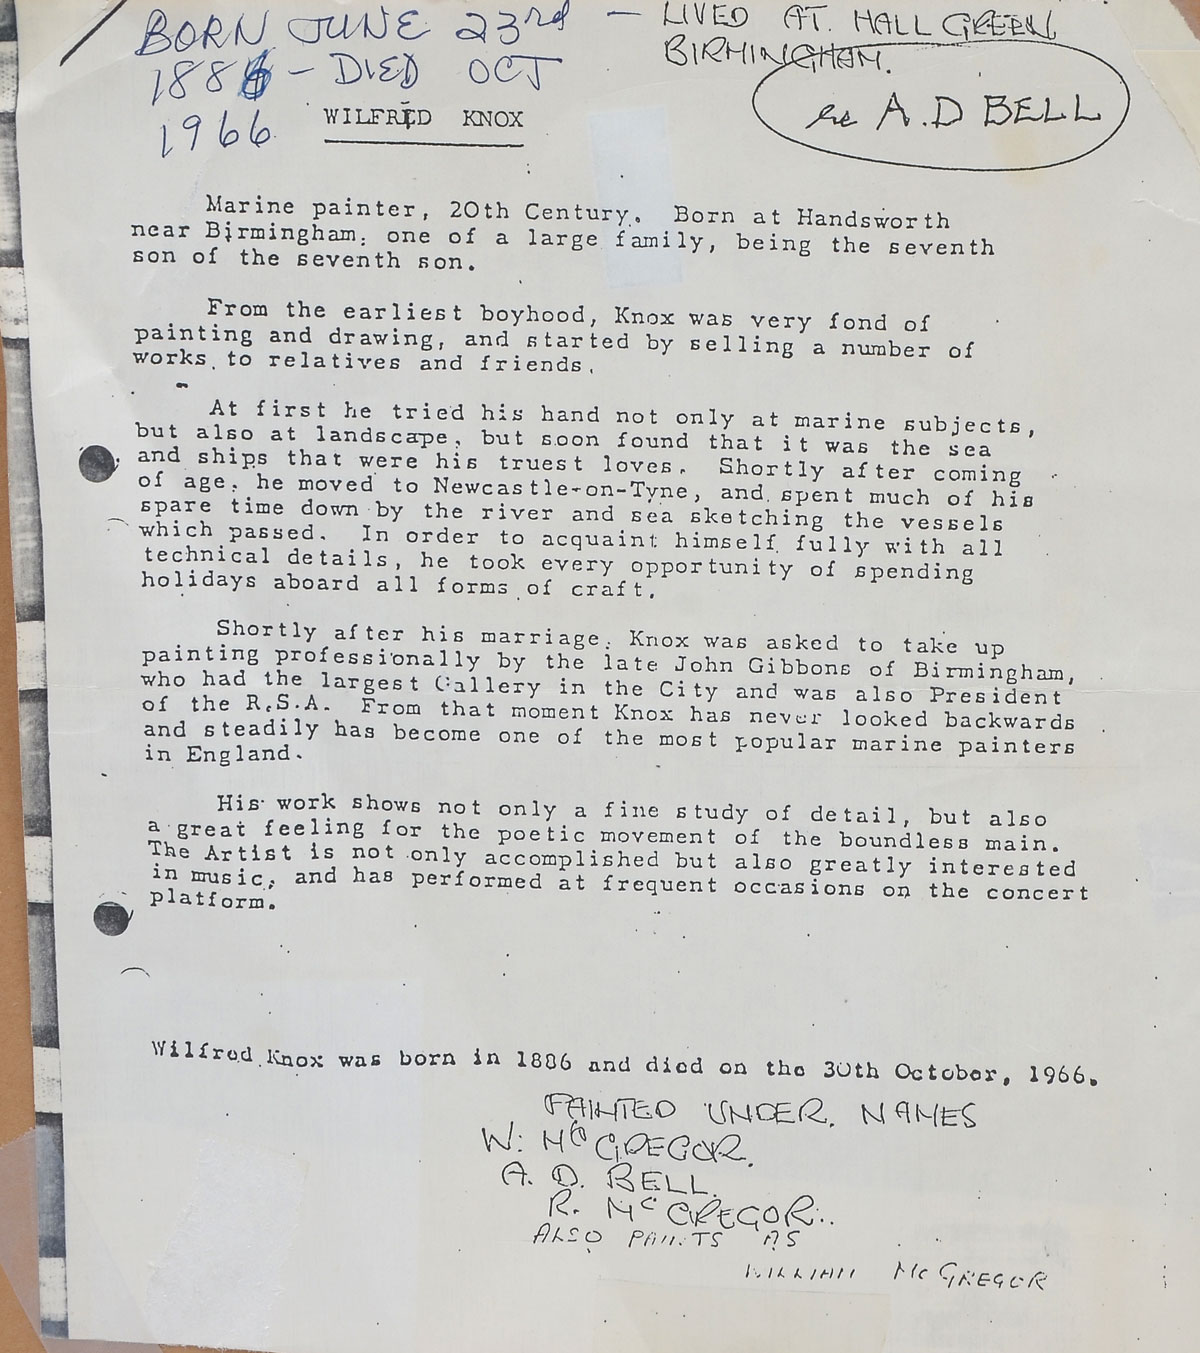 BORN JUNE 23rd — LIVED AT HALL GREEN
BIRMINGHAM.
1886 — DIED OCT
1966
A.D BELL
WILFRED KNOX
Marine painter, 20th Century. Born at Handsworth
near Birmingham, one of a large family, being the seventh
son of the seventh son.
From the earliest boyhood, Knox was very fond of
painting and drawing, and started by selling a number of
works to relatives and friends.
At first he tried his hand not only at marine subjects,
but also at landscape, but soon found that it was the sea
and ships that were his truest loves. Shortly after coming
of age, he moved to Newcastle-on-Tyne, and spent much of his
spare time down by the river and sea sketching the vessels
which passed. In order to acquaint himself fully with all
technical details, he took every opportunity of spending
holidays aboard all forms of craft.
Shortly after his marriage, Knox was asked to take up
painting professionally by the late John Gibbons of Birmingham,
who had the largest Gallery in the City and was also President
of the R.S.A. From that moment Knox has never looked backwards
and steadily has become one of the most popular marine painters
in England.
His work shows not only a fine study of detail, but also
a great feeling for the poetic movement of the boundless main.
The Artist is not only accomplished but also greatly interested
in music, and has performed at frequent occasions on the concert
platform.
Wilfred Knox was born in 1886 and died on the 30th October, 1966.
PAINTED UNDER NAMES
W. McGREGOR.
A. D. BELL.
R. McGREGOR..
ALSO PAINTS AS
WILLIAM McGREGOR